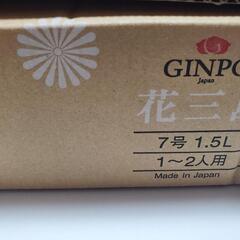 GINPO
Japan
花三
7号 1.5L
1～2人用
Made in Japan